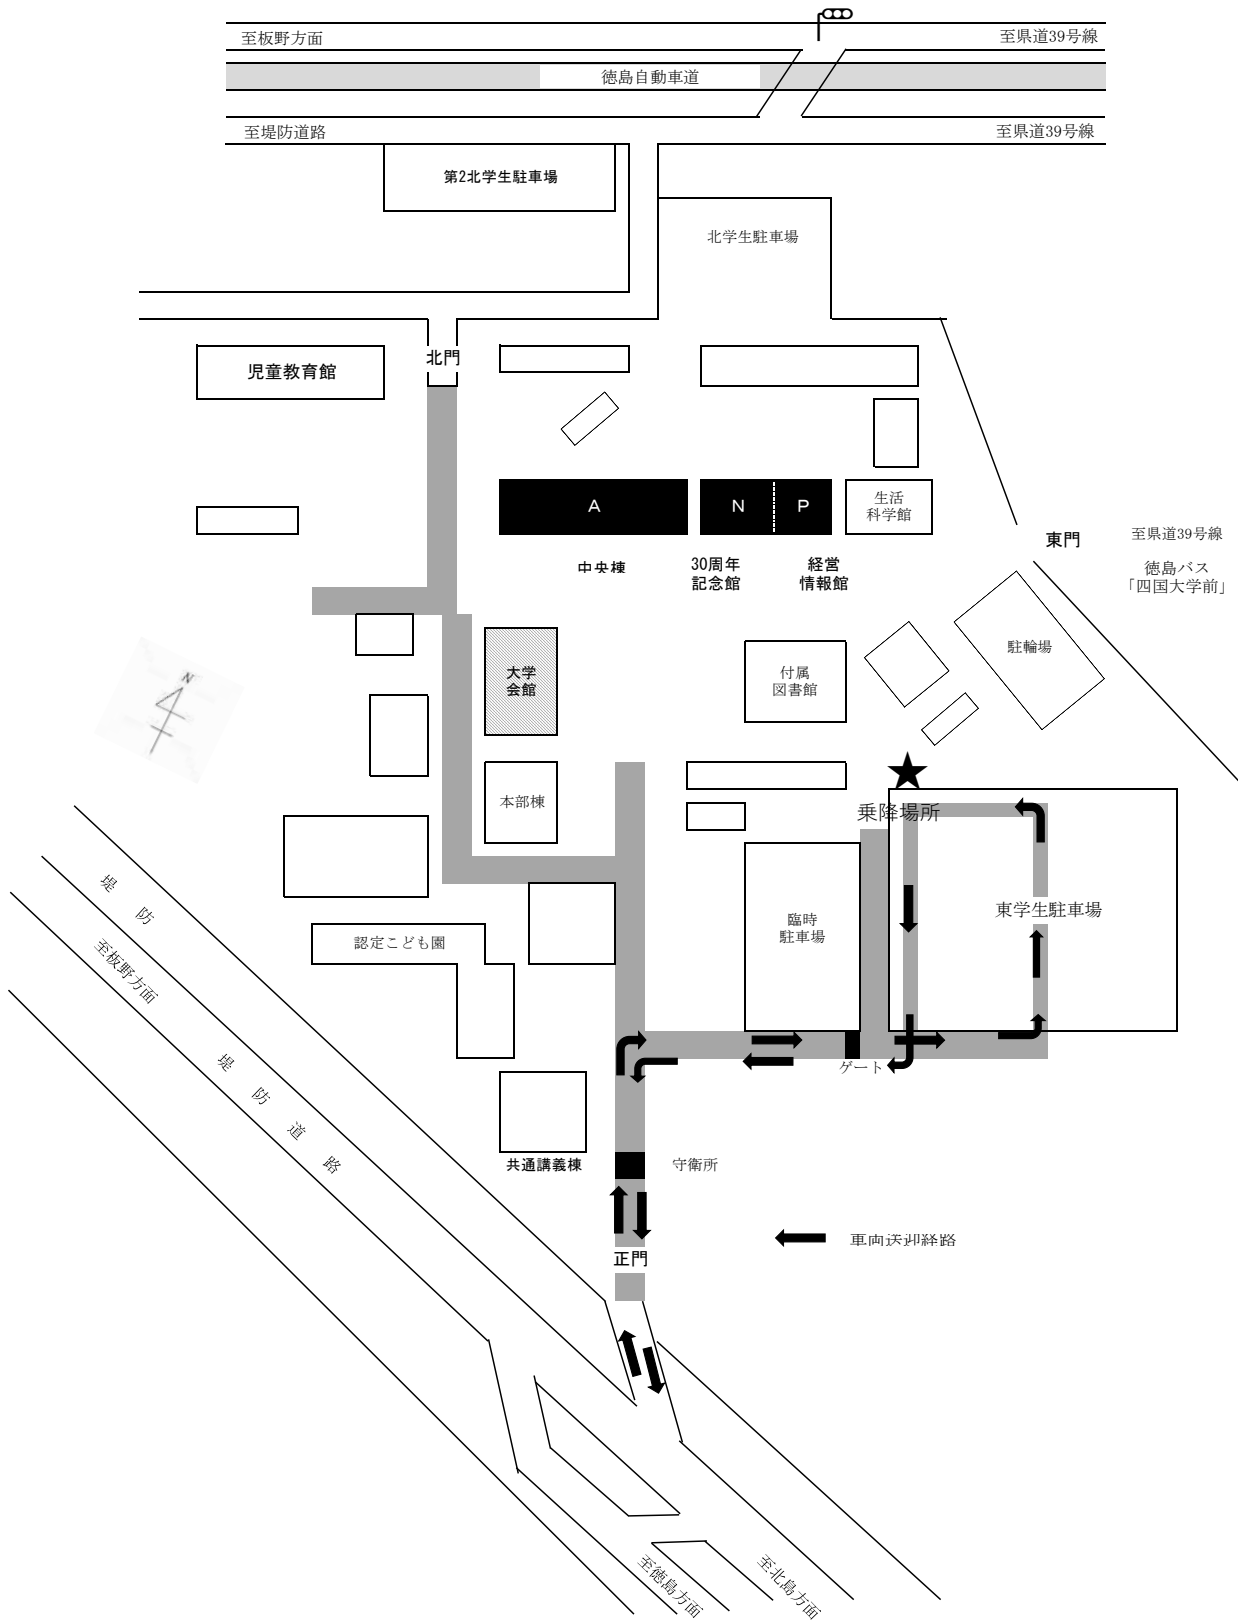 至板野方面
至県道39号線
徳島自動車道
至堤防道路
至県道39号線
第2北学生駐車場
北学生駐車場
北門
児童教育館
A
N
P
生活
科学館
東門
至県道39号線
徳島バス
「四国大学前」
中央棟
30周年
記念館
経営
情報館
駐輪場
大学
会館
付属
図書館
N
本部棟
乗降場所
東学生駐車場
臨時
駐車場
認定こども園
堤防
至板野方面
堤防道路
ゲート
共通講義棟
守衛所
車両送迎経路
正門
至徳島方面
至北島方面